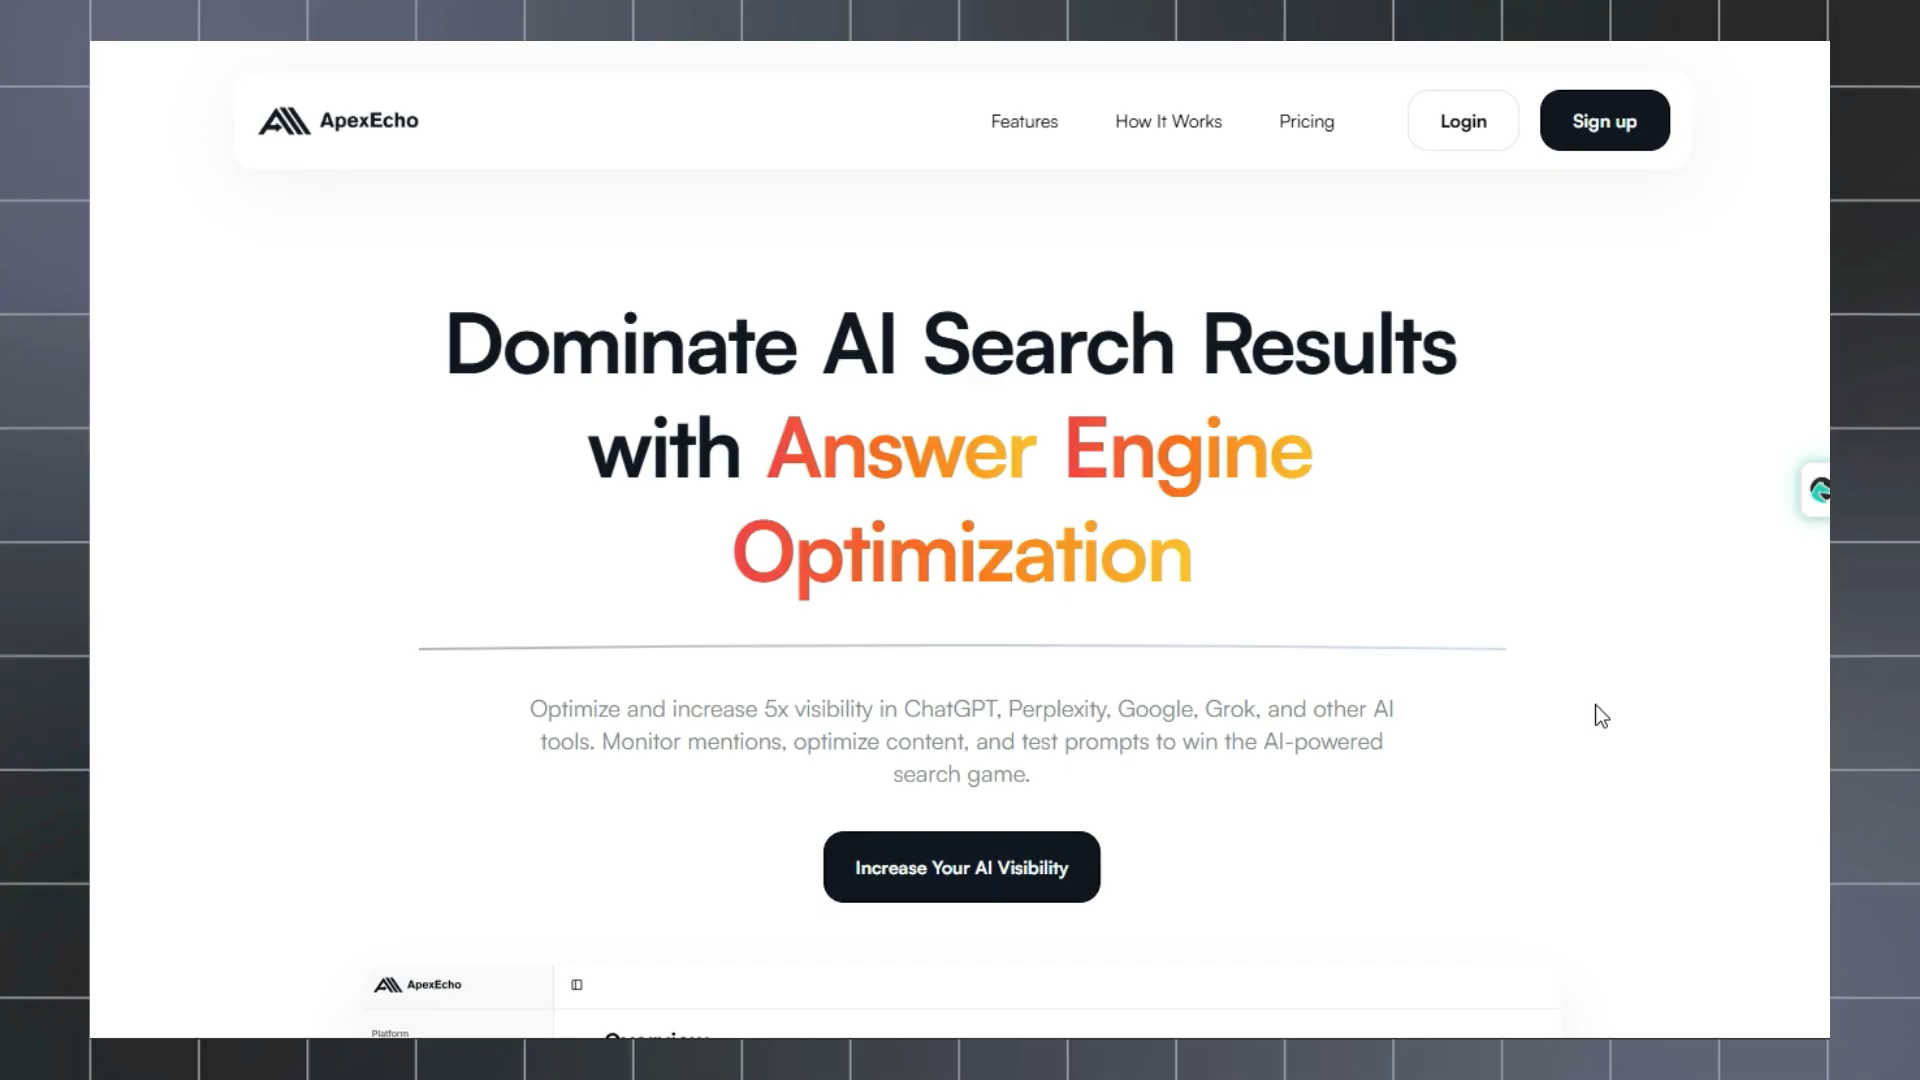 ApexEcho
Features
How It Works
Pricing
Login
Sign up
Dominate AI Search Results
with Answer Engine
Optimization
Optimize and increase 5x visibility in ChatGPT, Perplexity, Google, Grok, and other AI
tools. Monitor mentions, optimize content, and test prompts to win the AI-powered
search game.
Increase Your AI Visibility
ApexEcho
Platform
Overview